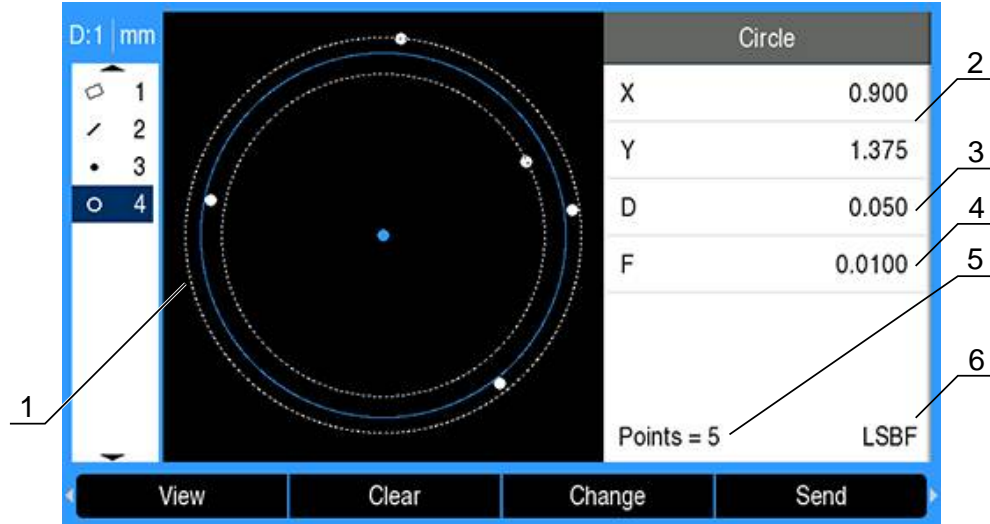 D:1 mm
Circle
1
2
3
4
X 0.900
Y 1.375
D 0.050
F 0.0100
Points = 5 LSBF
View Clear Change Send
1
2
3
4
5
6